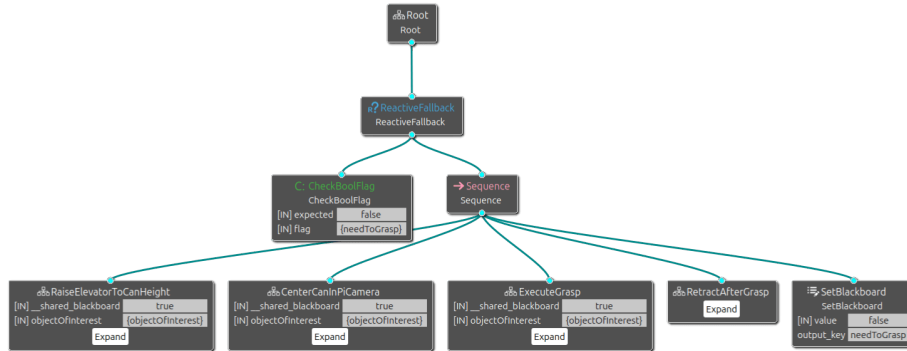 Root
Root
R? ReactiveFallback
ReactiveFallback
C: CheckBoolFlag
CheckBoolFlag
[IN] expected false
[IN] flag {needToGrasp}
Sequence
Sequence
RaiseElevatorToCanHeight
[IN] __shared_blackboard true
[IN] objectOfInterest {objectOfInterest}
Expand
CenterCanInPiCamera
[IN] __shared_blackboard true
[IN] objectOfInterest {objectOfInterest}
Expand
ExecuteGrasp
[IN] __shared_blackboard true
[IN] objectOfInterest {objectOfInterest}
Expand
RetractAfterGrasp
Expand
SetBlackboard
SetBlackboard
[IN] value false
output_key needToGrasp